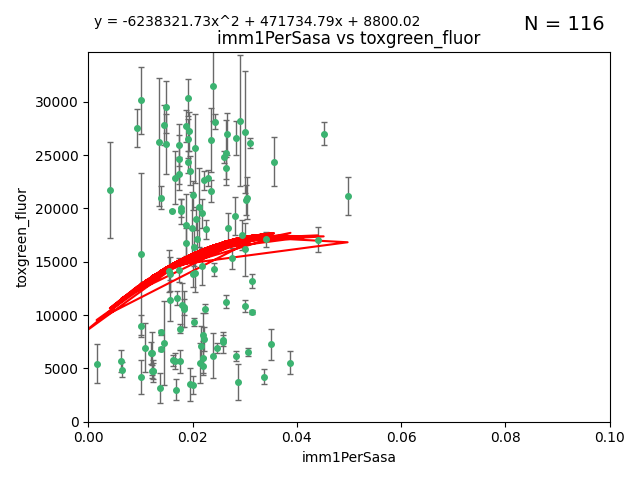 y = -6238321.73x^2 + 471734.79x + 8800.02
N = 116
imm1PerSasa vs toxgreen_fluor
toxgreen_fluor
30000
25000
20000
15000
10000
5000
0
0.00 0.02 0.04 0.06 0.08 0.10
imm1PerSasa